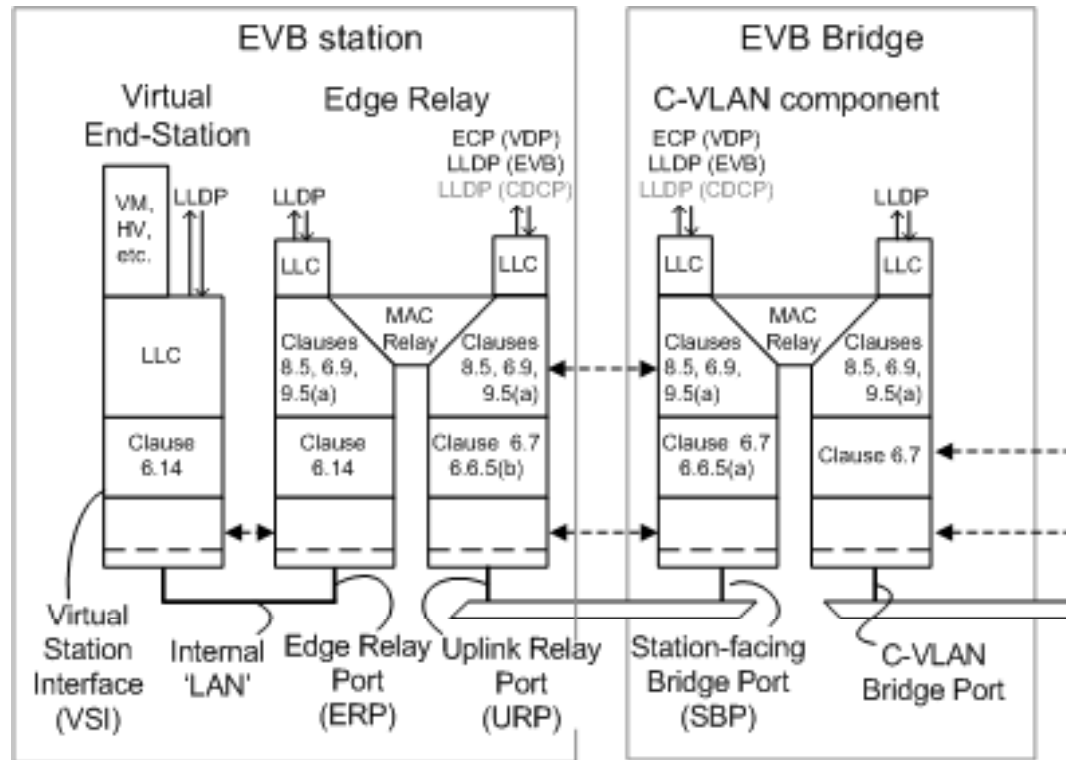 EVB station
EVB Bridge
Virtual
End-Station
Edge Relay
C-VLAN component
ECP (VDP)
LLDP (EVB)
LLDP (CDCP)
ECP (VDP)
LLDP (EVB)
LLDP (CDCP)
VM,
HV,
etc.
LLDP
LLDP
LLDP
LLC
LLC
LLC
LLC
MAC
Relay
MAC
Relay
LLC
Clauses
8.5, 6.9,
9.5(a)
Clauses
8.5, 6.9,
9.5(a)
Clauses
8.5, 6.9,
9.5(a)
Clauses
8.5, 6.9,
9.5(a)
Clause
6.14
Clause
6.14
Clause 6.7
6.6.5(b)
Clause 6.7
6.6.5(a)
Clause 6.7
Virtual
Station
Interface
(VSI)
Internal
'LAN'
Edge Relay
Port
(ERP)
Uplink Relay
Port
(URP)
Station-facing
Bridge Port
(SBP)
C-VLAN
Bridge Port